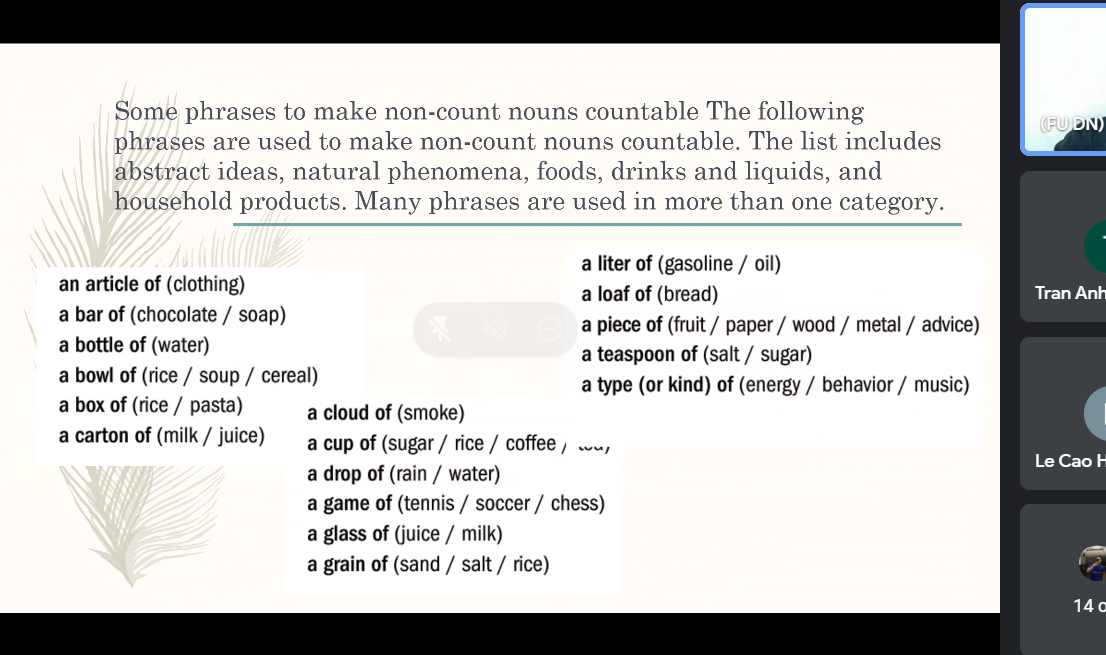 Some phrases to make non-count nouns countable The following
phrases are used to make non-count nouns countable. The list includes
abstract ideas, natural phenomena, foods, drinks and liquids, and
household products. Many phrases are used in more than one category.
an article of (clothing)
a bar of (chocolate / soap)
a bottle of (water)
a bowl of (rice / soup / cereal)
a box of (rice / pasta)
a carton of (milk / juice)
a cloud of (smoke)
a cup of (sugar / rice / coffee /
a drop of (rain / water)
a game of (tennis / soccer / chess)
a glass of (juice / milk)
a grain of (sand / salt / rice)
a liter of (gasoline / oil)
a loaf of (bread)
a piece of (fruit / paper / wood / metal / advice)
a teaspoon of (salt / sugar)
a type (or kind) of (energy / behavior / music)
(FU DN)
Tran Anh
Le Cao H
14